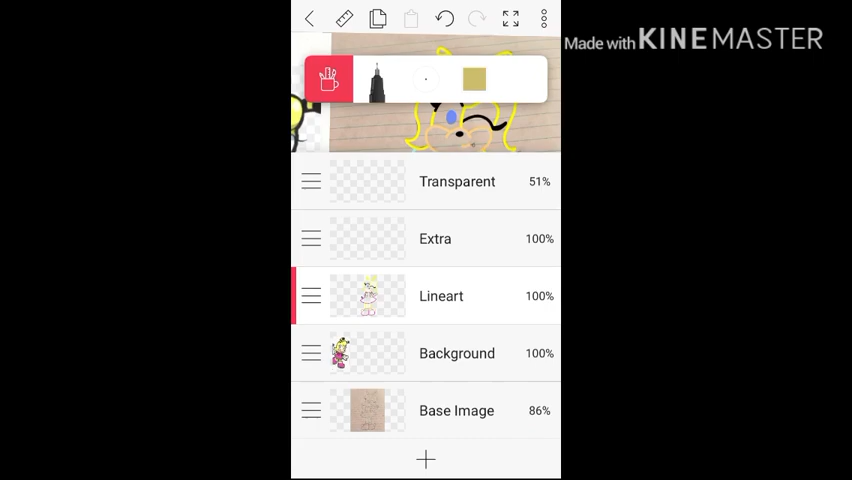 Made with KINEMASTER
Transparent 51%
Extra 100%
Lineart 100%
Background 100%
Base Image 86%